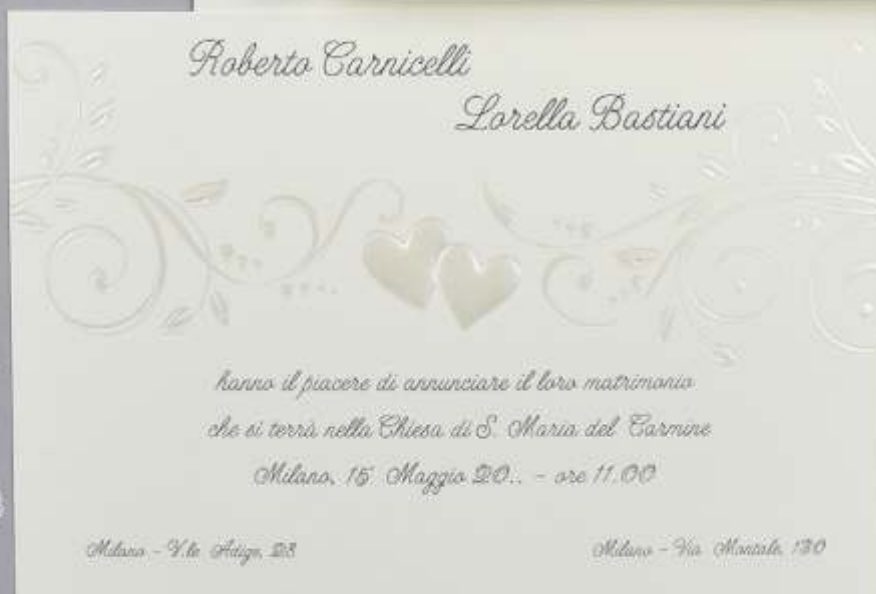 Roberto Carnicelli
Lorella Bastiani
hanno il piacere di annunciare il loro matrimonio
che si terrà nella Chiesa di S. Maria del Carmine
Milano, 15 Maggio 20.. - ore 11.00
Milano - V.le Adige, 28
Milano - Via Montale, 130